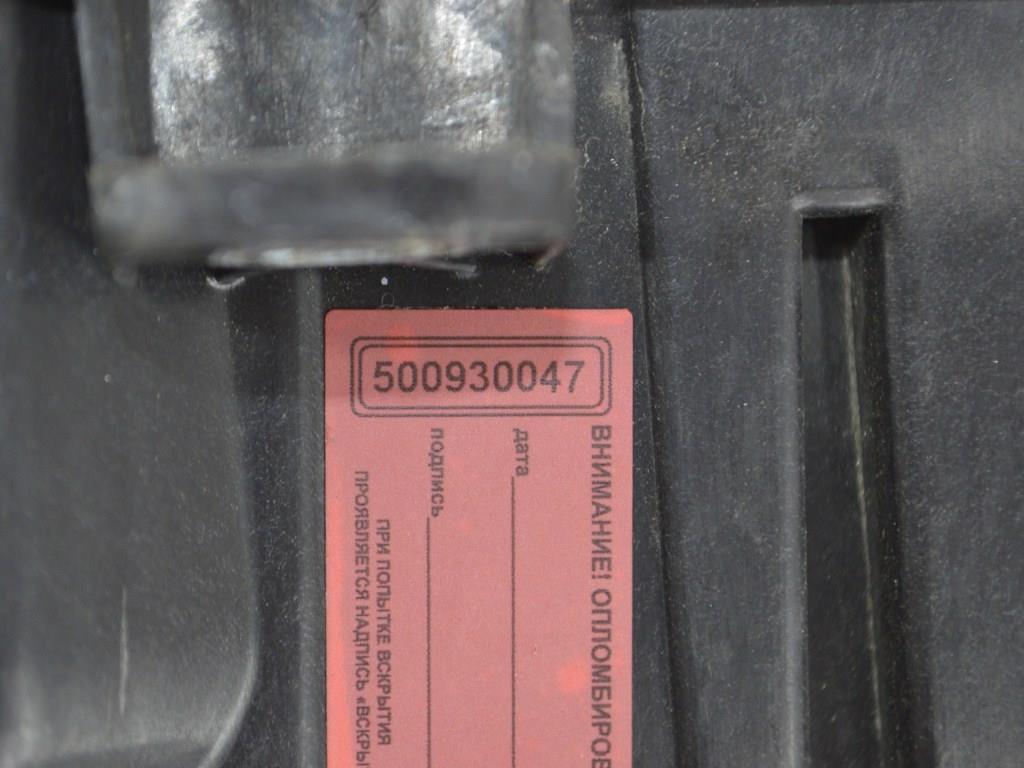 500930047
ВНИМАНИЕ! ОПЛОМБИРОВ
дата
подпись
ПРИ ПОПЫТКЕ ВСКРЫТИЯ
ПРОЯВЛЯЕТСЯ НАДПИСЬ «ВСКРЫ